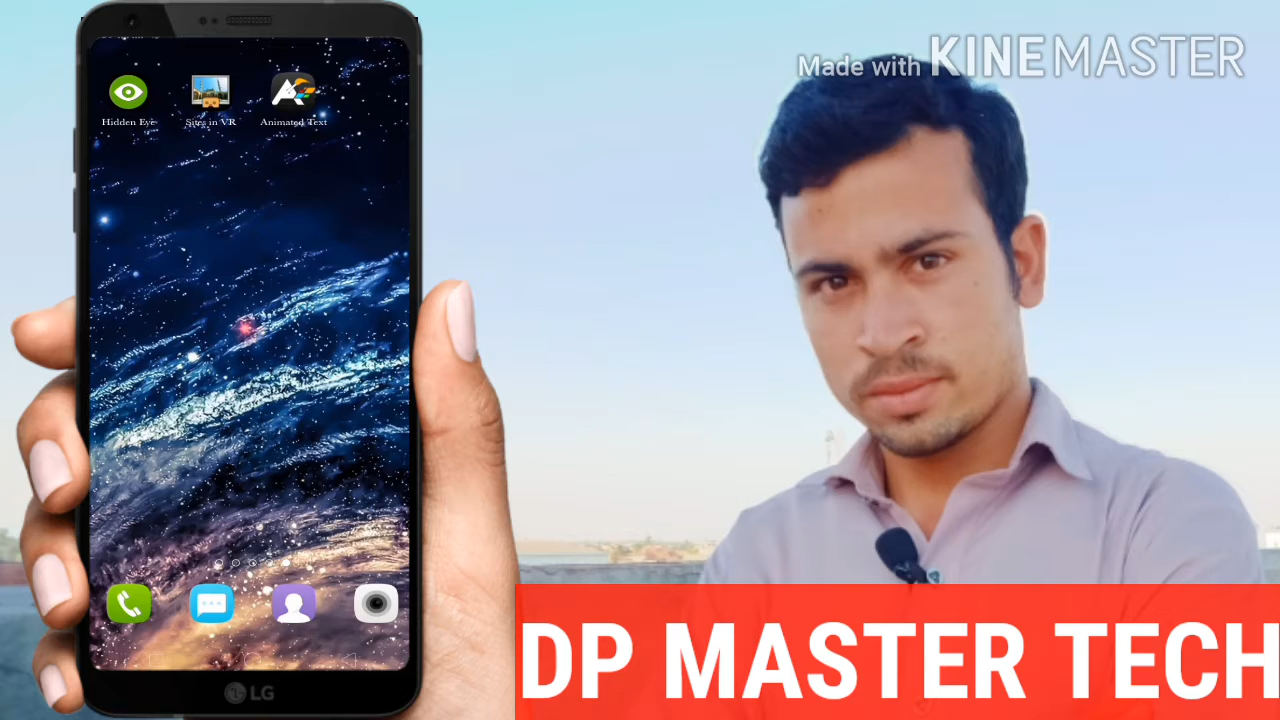 Hidden Eye
Sites in VR
Animated Text
LG
Made with KINEMASTER
DP MASTER TECH